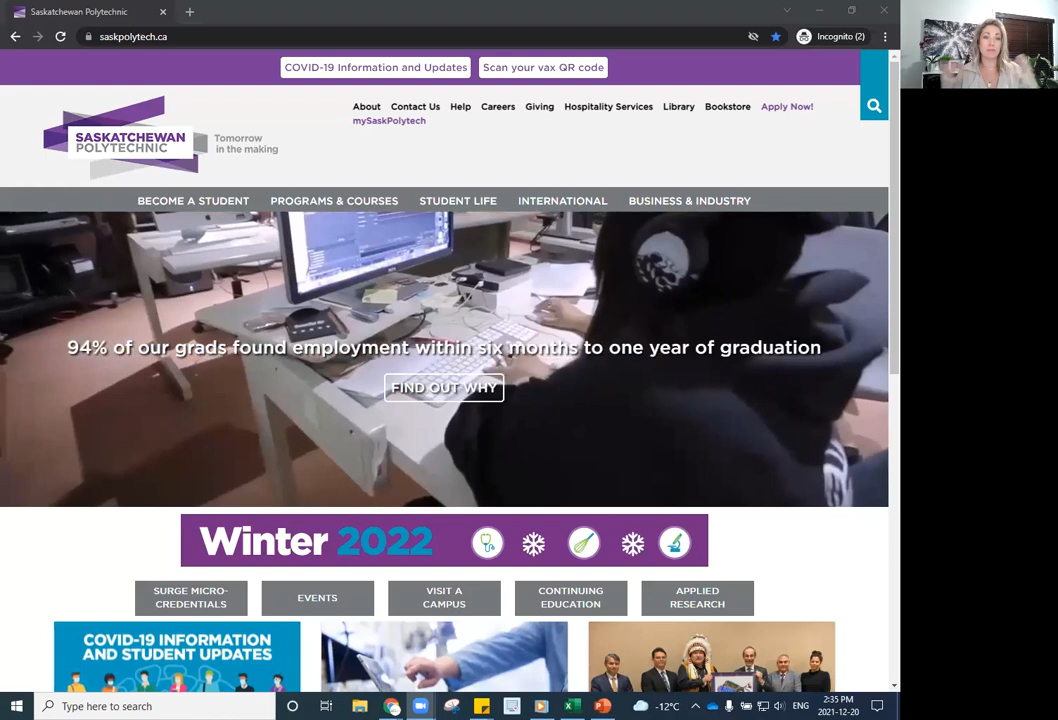 Saskatchewan Polytechnic
saskpolytech.ca
Incognito (2)
COVID-19 Information and Updates
Scan your vax QR code
About Contact Us Help Careers Giving Hospitality Services Library Bookstore Apply Now!
mySaskPolytech
SASKATCHEWAN
POLYTECHNIC
Tomorrow
in the making
BECOME A STUDENT PROGRAMS & COURSES STUDENT LIFE INTERNATIONAL BUSINESS & INDUSTRY
94% of our grads found employment within six months to one year of graduation
FIND OUT WHY
Winter 2022
SURGE MICRO-
CREDENTIALS
EVENTS
VISIT A
CAMPUS
CONTINUING
EDUCATION
APPLIED
RESEARCH
COVID-19 INFORMATION
AND STUDENT UPDATES
Type here to search
-12°C
ENG
2:35 PM
2021-12-20